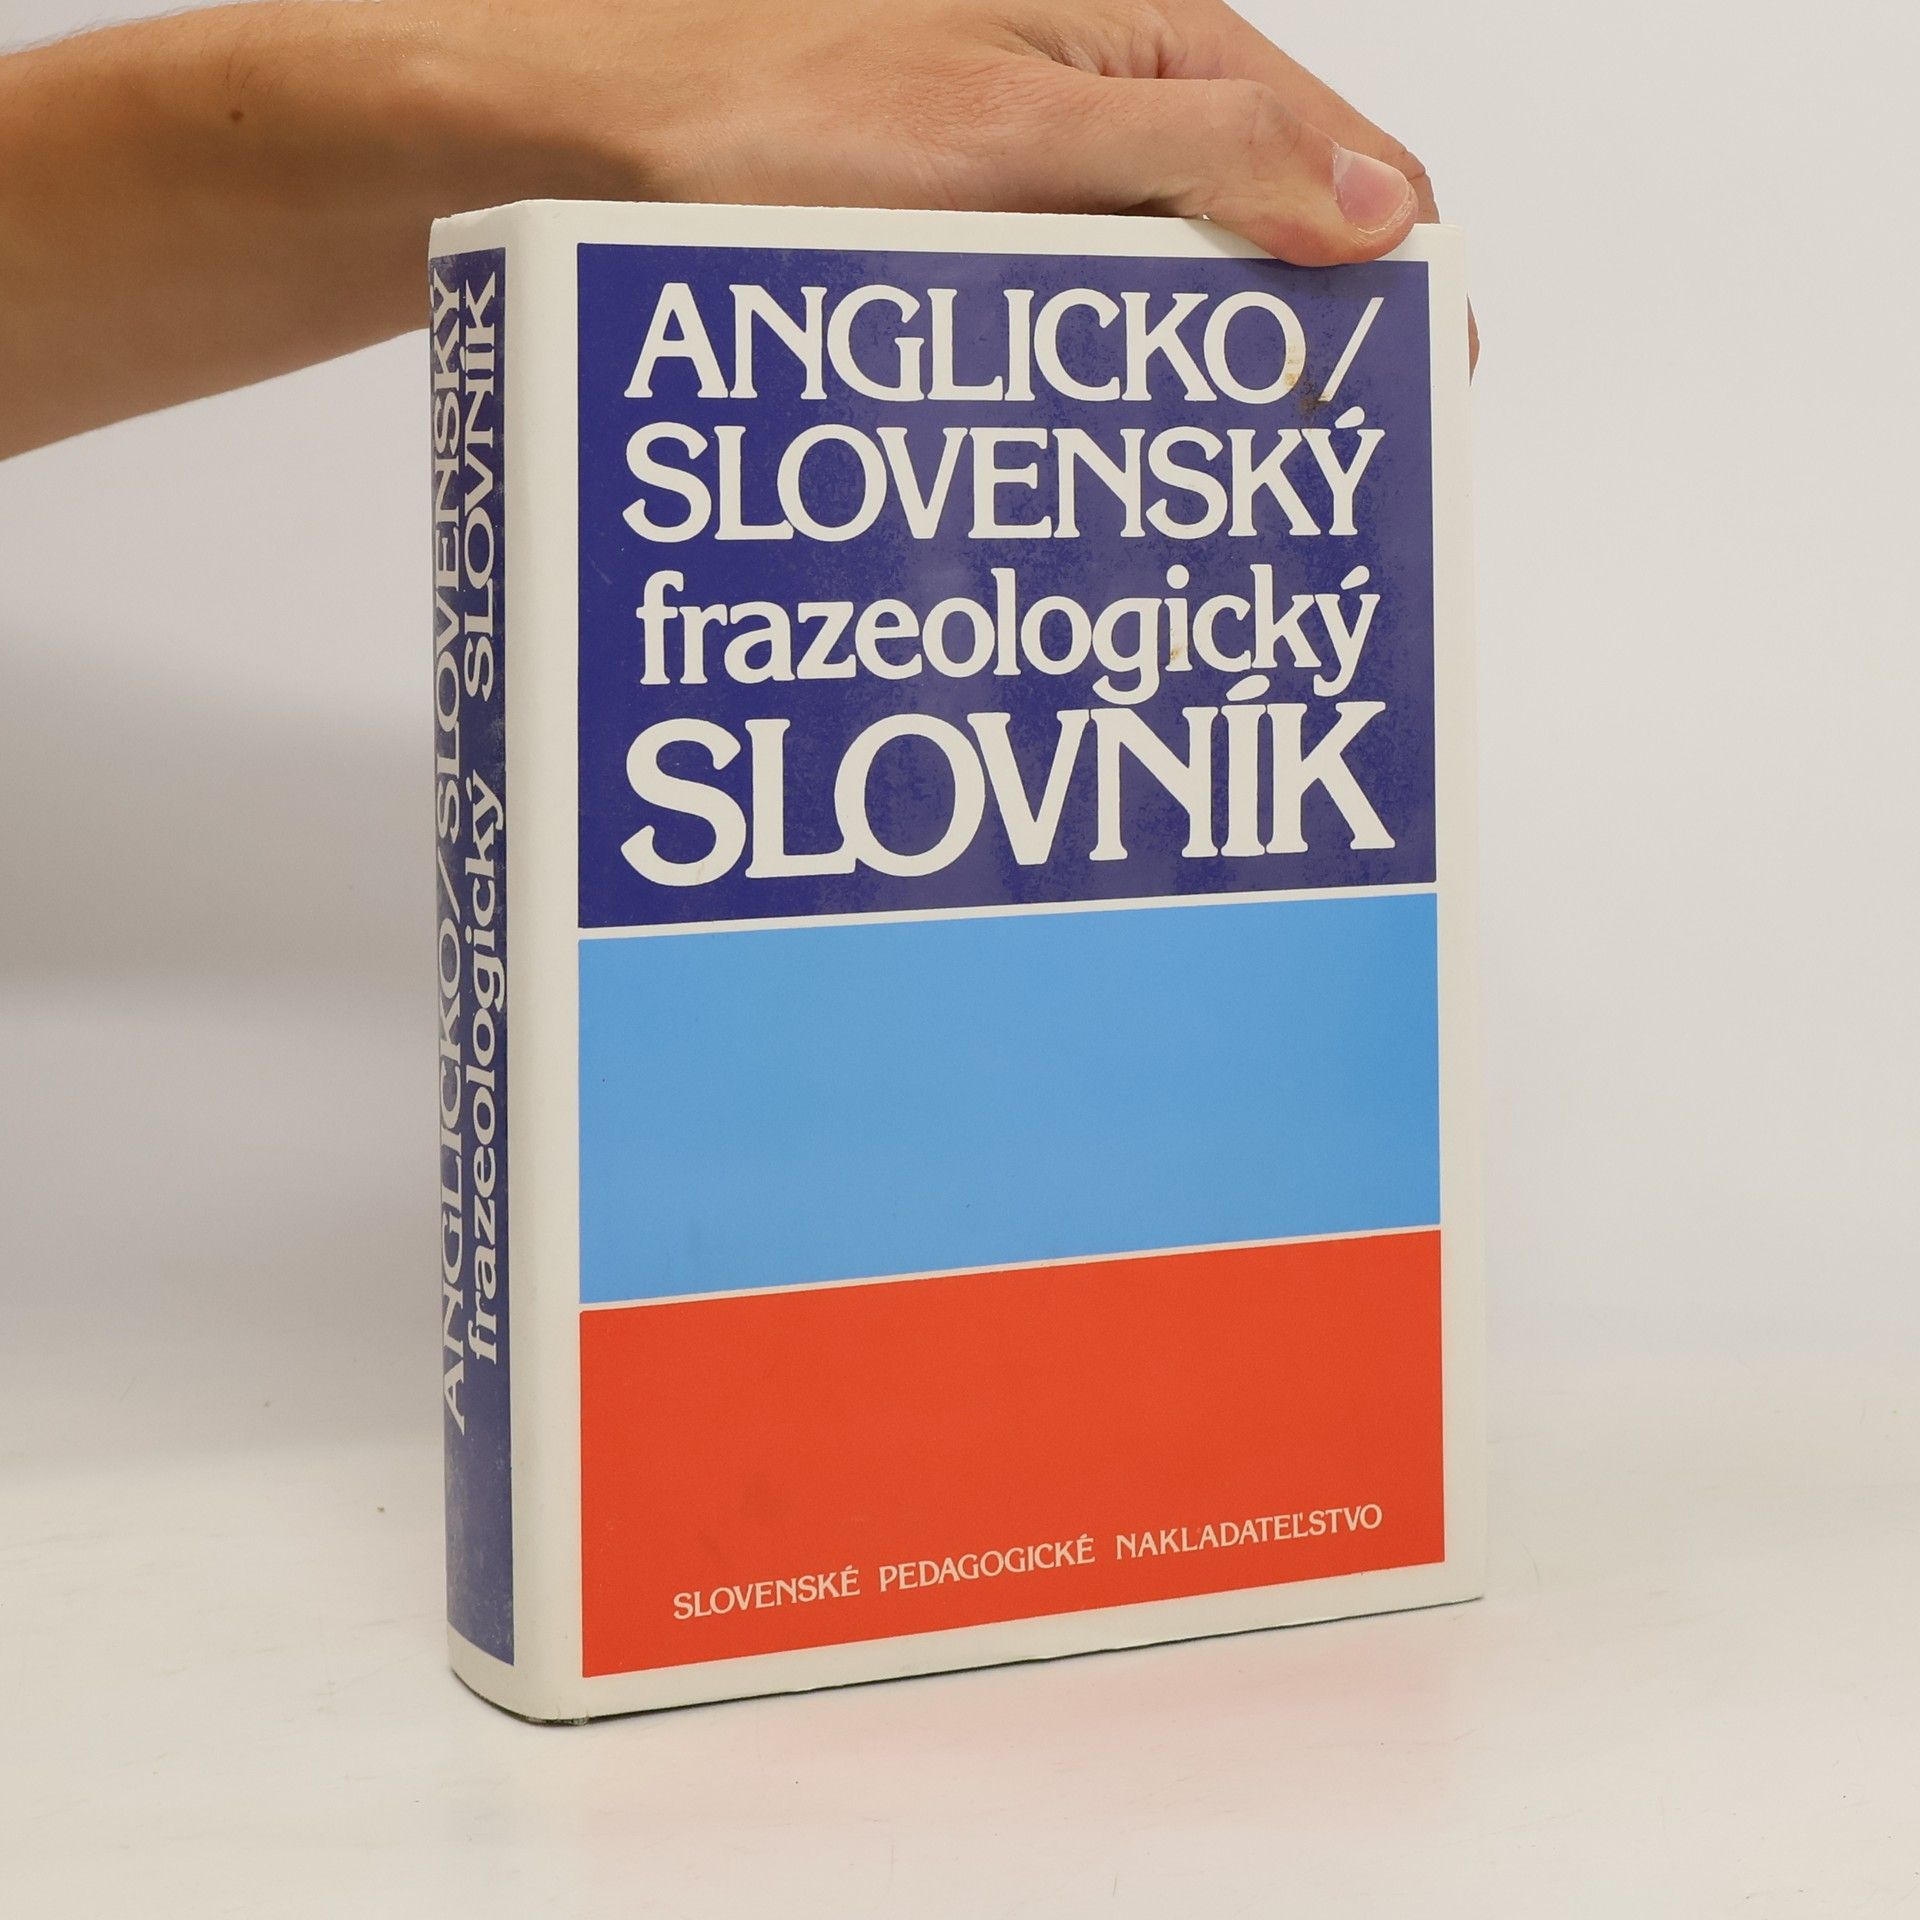 ANGLICKO/
SLOVENSKÝ
frazeologický
SLOVNÍK
SLOVENSKÉ PEDAGOGICKÉ NAKLADATEĽSTVO
ANGLICKO/SLOVENSKÝ
frazeologický SLOVNÍK